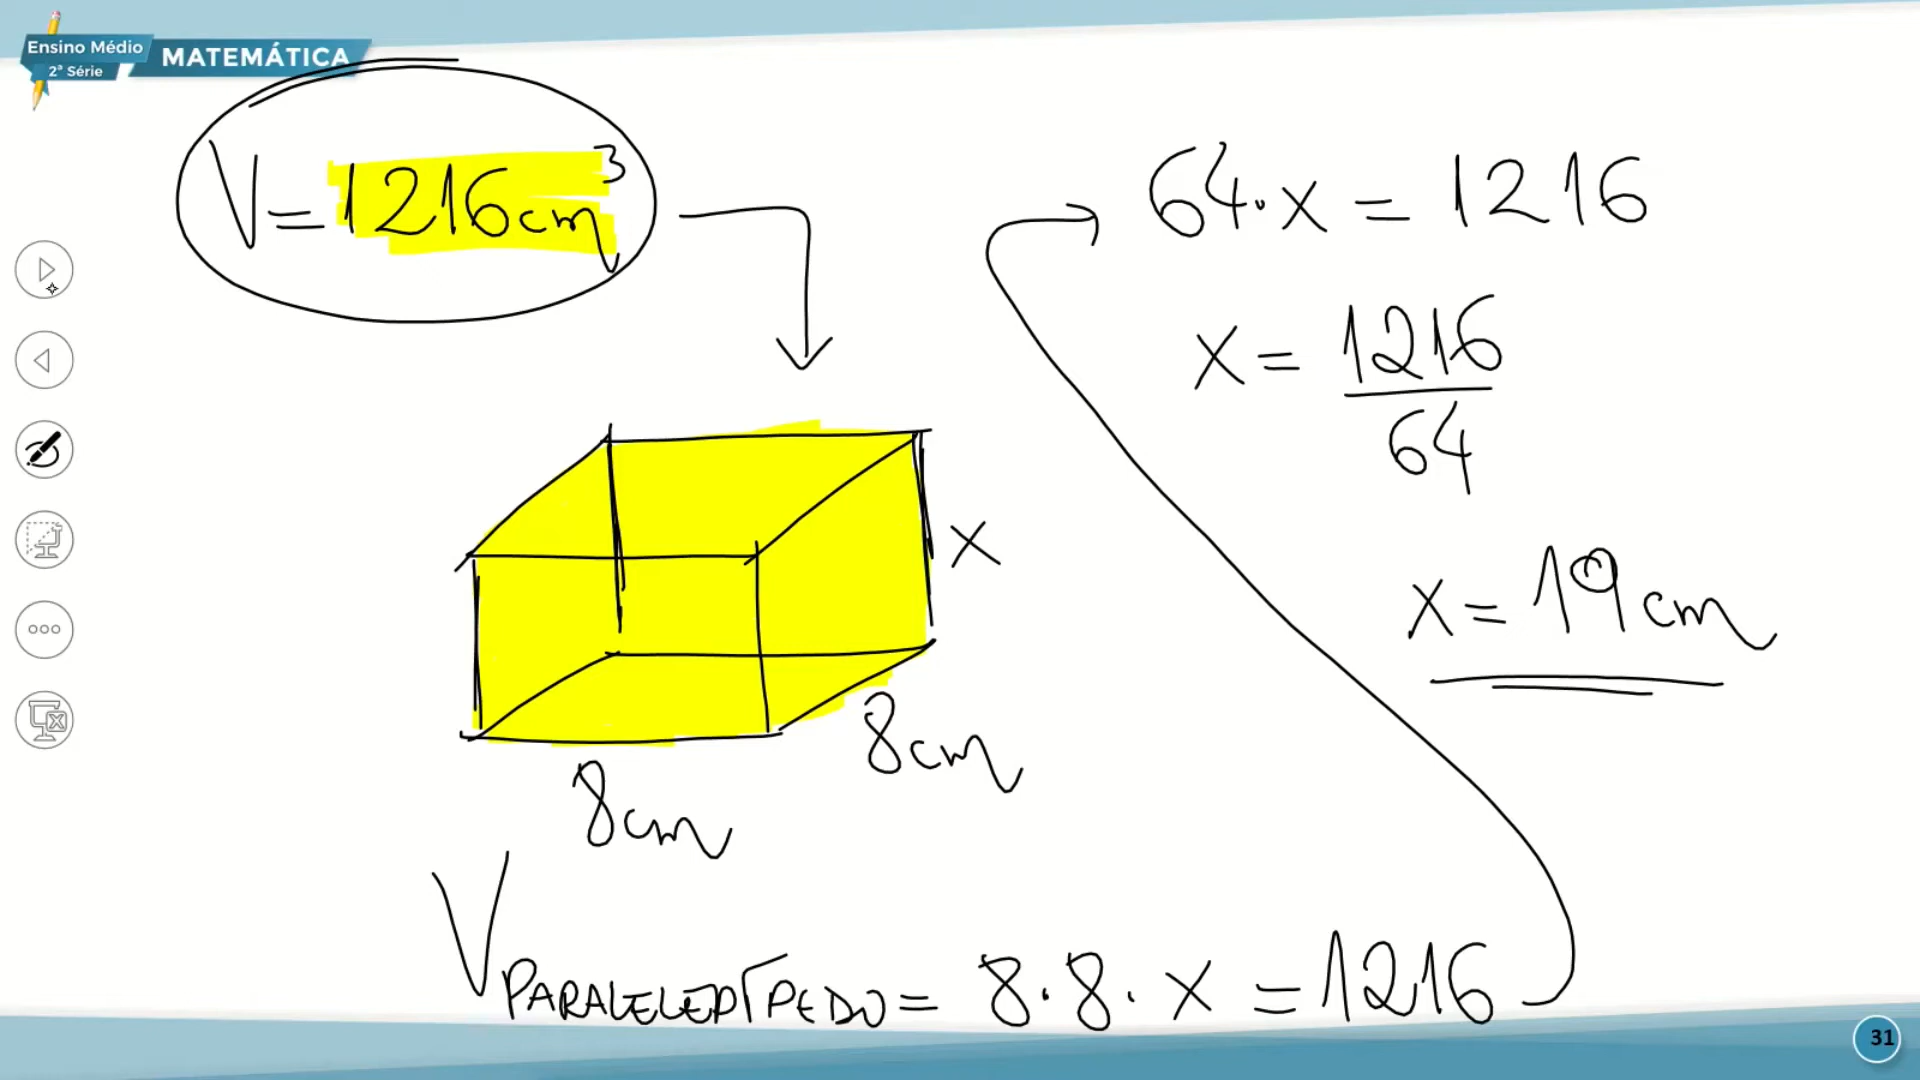 Ensino Médio
2ª Série
MATEMÁTICA
V = 1216cm³
x
8cm
8cm
V PARALELEPÍPEDO = 8·8·x = 1216
64·x = 1216
x = 1216
64
x = 19cm
31